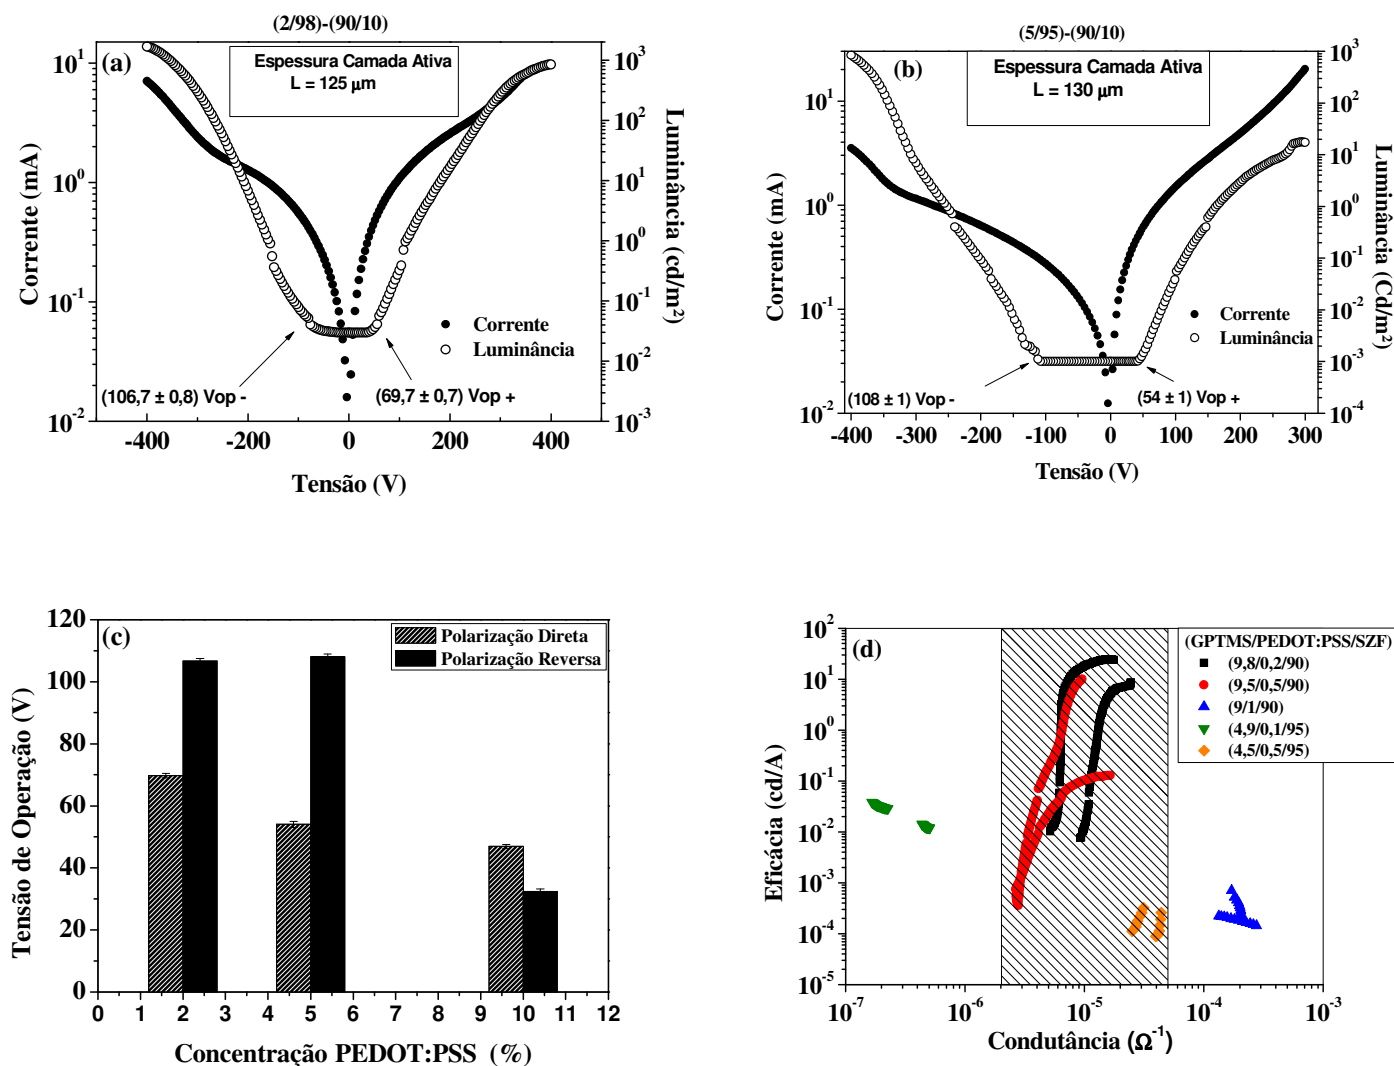 (2/98)-(90/10)
-400 -200 0 200 400
(a)
Espessura Camada Ativa
L = 125 µm
10¹
10⁰
10⁻¹
10⁻²
Corrente (mA)
10³
10²
10¹
10⁰
10⁻¹
10⁻²
10⁻³
Luminância (cd/m²)
Corrente
Luminância
(106,7 ± 0,8) Vop -
(69,7 ± 0,7) Vop +
-400 -200 0 200 400
Tensão (V)
(5/95)-(90/10)
(b)
Espessura Camada Ativa
L = 130 µm
10¹
10⁰
10⁻¹
10⁻²
Corrente (mA)
10³
10²
10¹
10⁰
10⁻¹
10⁻²
10⁻³
10⁻⁴
Luminância (Cd/m²)
Corrente
Luminância
(108 ± 1) Vop -
(54 ± 1) Vop +
-400 -300 -200 -100 0 100 200 300
Tensão (V)
(c)
Polarização Direta
Polarização Reversa
120
100
80
60
40
20
0
Tensão de Operação (V)
0 1 2 3 4 5 6 7 8 9 10 11 12
Concentração PEDOT:PSS (%)
(d)
(GPTMS/PEDOT:PSS/SZF)
(9,8/0,2/90)
(9,5/0,5/90)
(9/1/90)
(4,9/0,1/95)
(4,5/0,5/95)
10²
10¹
10⁰
10⁻¹
10⁻²
10⁻³
10⁻⁴
10⁻⁵
Eficácia (cd/A)
10⁻⁷ 10⁻⁶ 10⁻⁵ 10⁻⁴ 10⁻³
Condutância (Ω⁻¹)